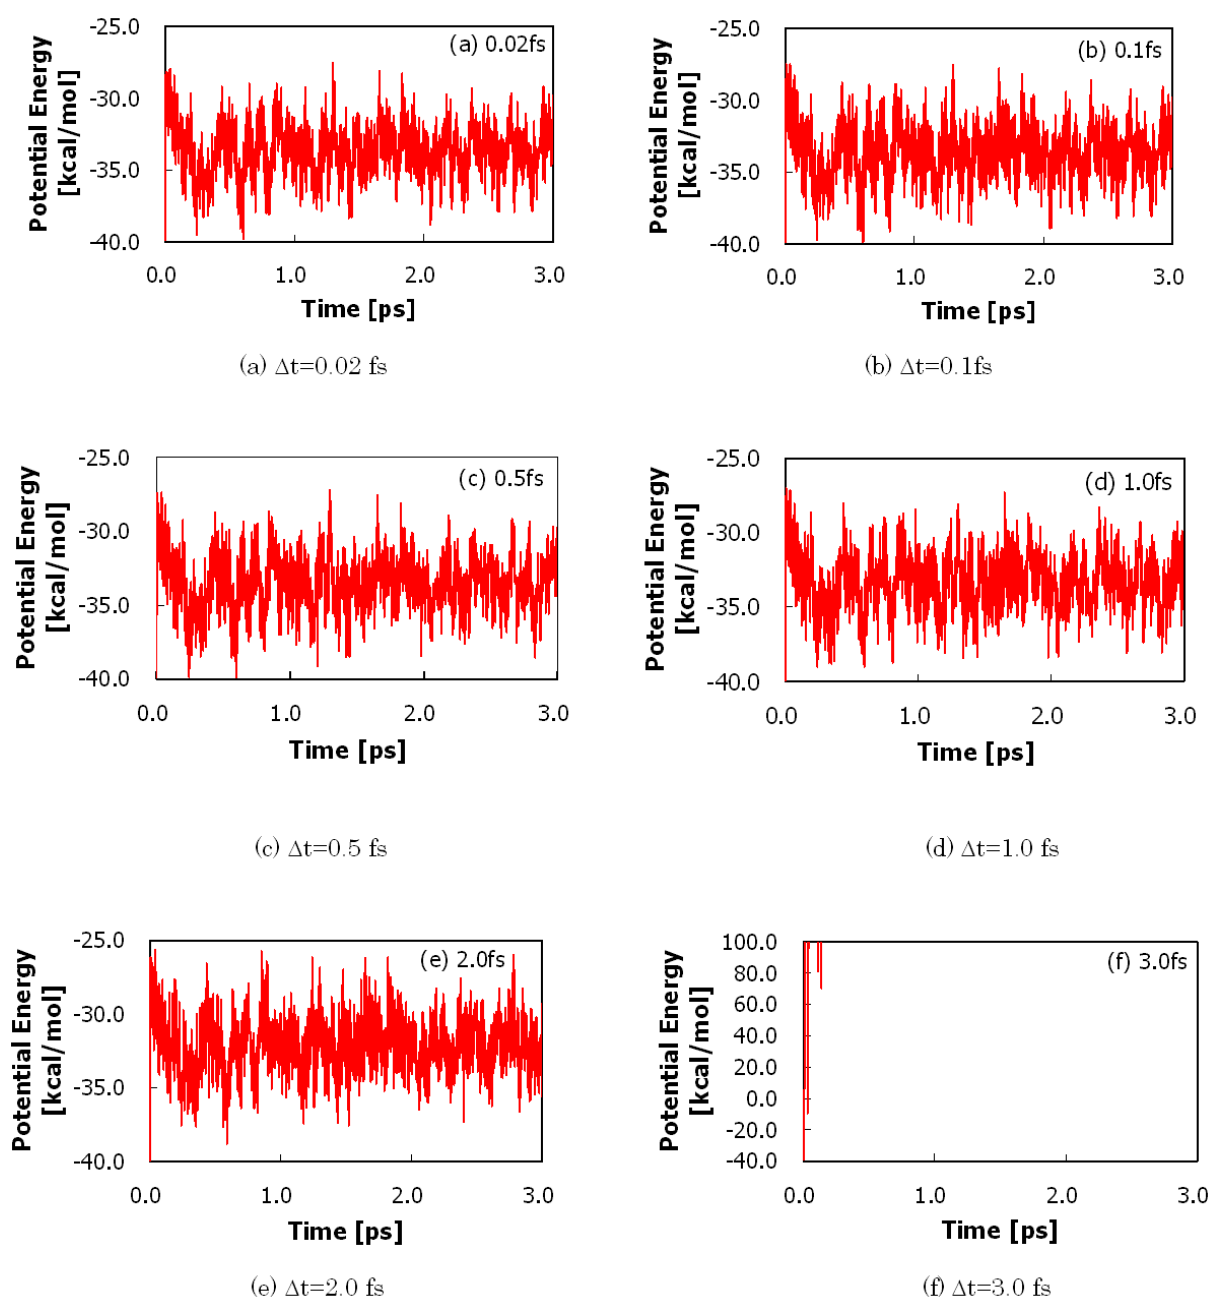 -25.0
(a) 0.02fs
-30.0
-35.0
-40.0
Potential Energy
[kcal/mol]
0.0 1.0 2.0 3.0
Time [ps]
(a) Δt=0.02 fs
-25.0
(b) 0.1fs
-30.0
-35.0
-40.0
Potential Energy
[kcal/mol]
0.0 1.0 2.0 3.0
Time [ps]
(b) Δt=0.1fs
-25.0
(c) 0.5fs
-30.0
-35.0
-40.0
Potential Energy
[kcal/mol]
0.0 1.0 2.0 3.0
Time [ps]
(c) Δt=0.5 fs
-25.0
(d) 1.0fs
-30.0
-35.0
-40.0
Potential Energy
[kcal/mol]
0.0 1.0 2.0 3.0
Time [ps]
(d) Δt=1.0 fs
-25.0
(e) 2.0fs
-30.0
-35.0
-40.0
Potential Energy
[kcal/mol]
0.0 1.0 2.0 3.0
Time [ps]
(e) Δt=2.0 fs
100.0
(f) 3.0fs
80.0
60.0
40.0
20.0
0.0
-20.0
-40.0
Potential Energy
[kcal/mol]
0.0 1.0 2.0 3.0
Time [ps]
(f) Δt=3.0 fs